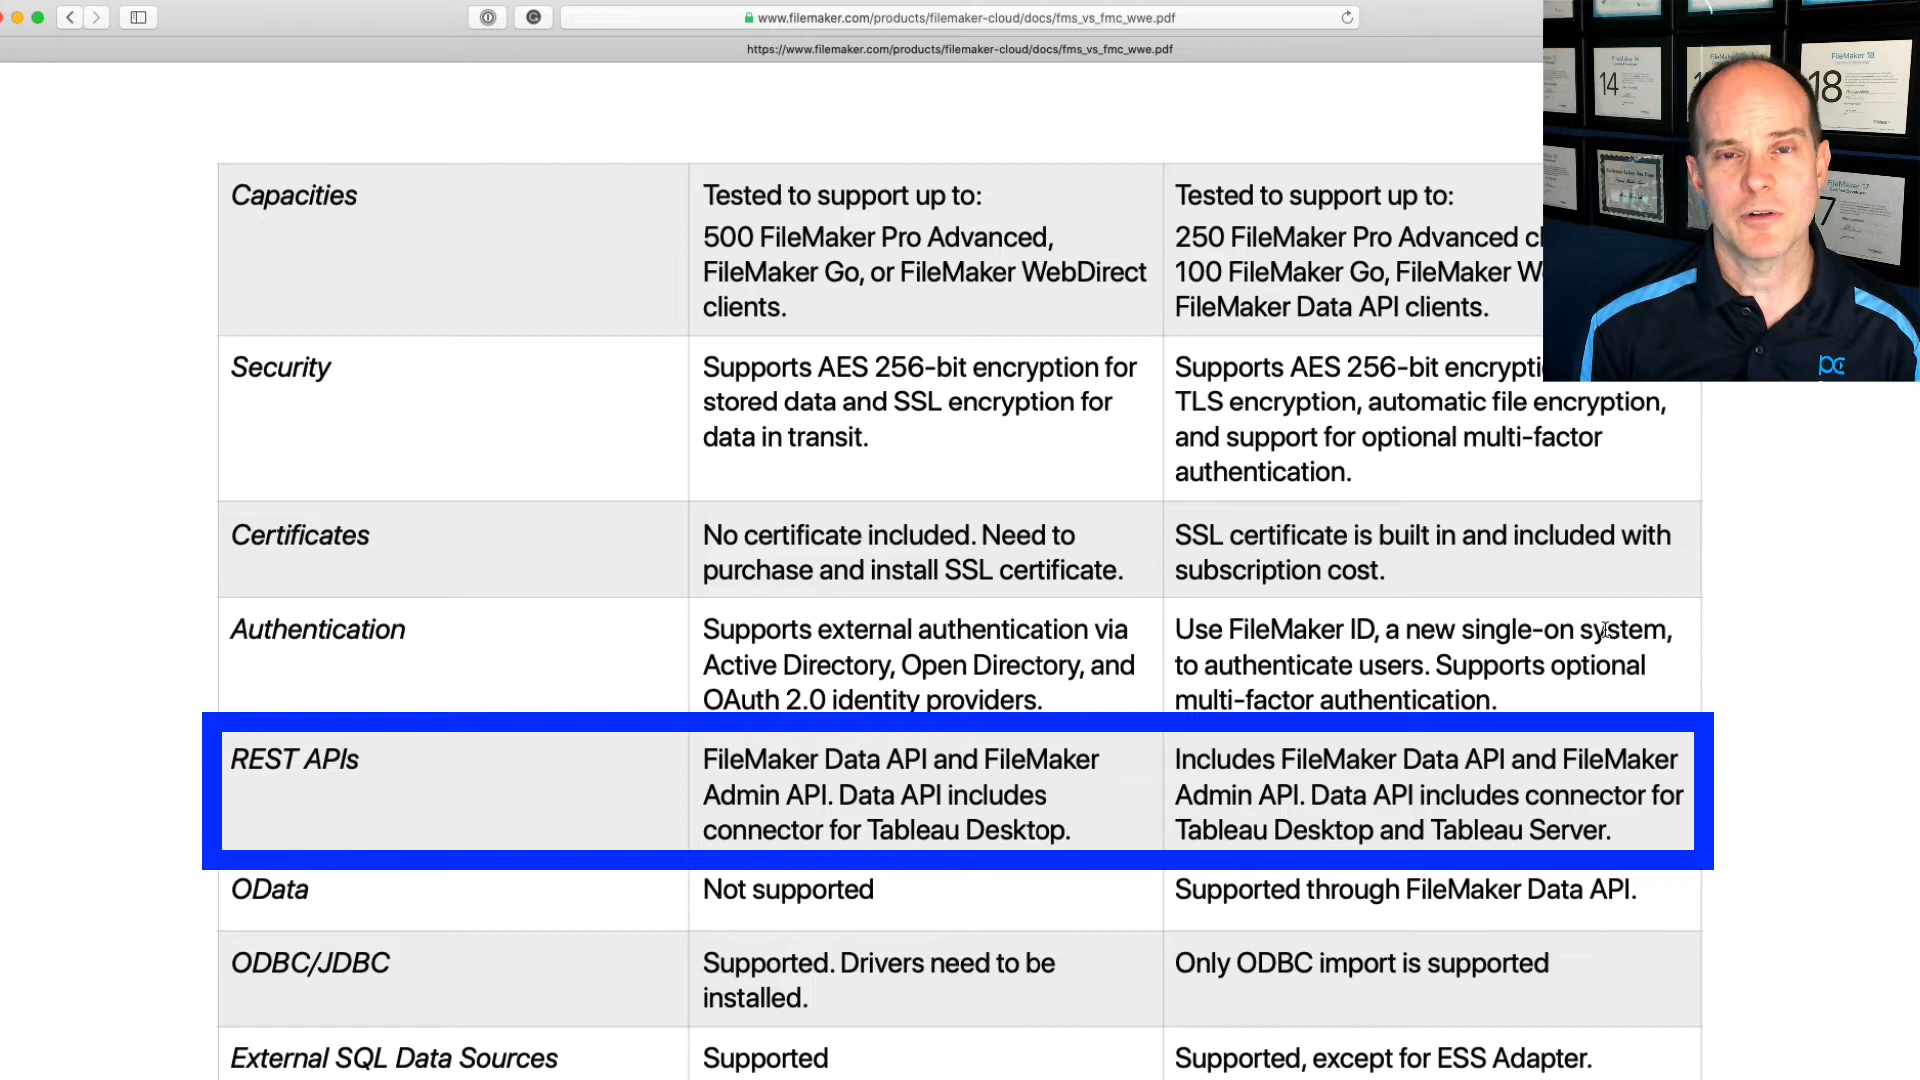 www.filemaker.com/products/filemaker-cloud/docs/fms_vs_fmc_wwe.pdf
https://www.filemaker.com/products/filemaker-cloud/docs/fms_vs_fmc_wwe.pdf
Capacities
Tested to support up to:
500 FileMaker Pro Advanced,
FileMaker Go, or FileMaker WebDirect
clients.
Tested to support up to:
250 FileMaker Pro Advanced
100 FileMaker Go, FileMaker
FileMaker Data API clients.
Security
Supports AES 256-bit encryption for
stored data and SSL encryption for
data in transit.
Supports AES 256-bit
TLS encryption, automatic file encryption,
and support for optional multi-factor
authentication.
Certificates
No certificate included. Need to
purchase and install SSL certificate.
SSL certificate is built in and included with
subscription cost.
Authentication
Supports external authentication via
Active Directory, Open Directory, and
OAuth 2.0 identity providers.
Use FileMaker ID, a new single-on system,
to authenticate users. Supports optional
multi-factor authentication.
REST APIs
FileMaker Data API and FileMaker
Admin API. Data API includes
connector for Tableau Desktop.
Includes FileMaker Data API and FileMaker
Admin API. Data API includes connector for
Tableau Desktop and Tableau Server.
OData
Not supported
Supported through FileMaker Data API.
ODBC/JDBC
Supported. Drivers need to be
installed.
Only ODBC import is supported
External SQL Data Sources
Supported
Supported, except for ESS Adapter.
FileMaker 14
14
FileMaker 18
18
FileMaker 17
7
pc